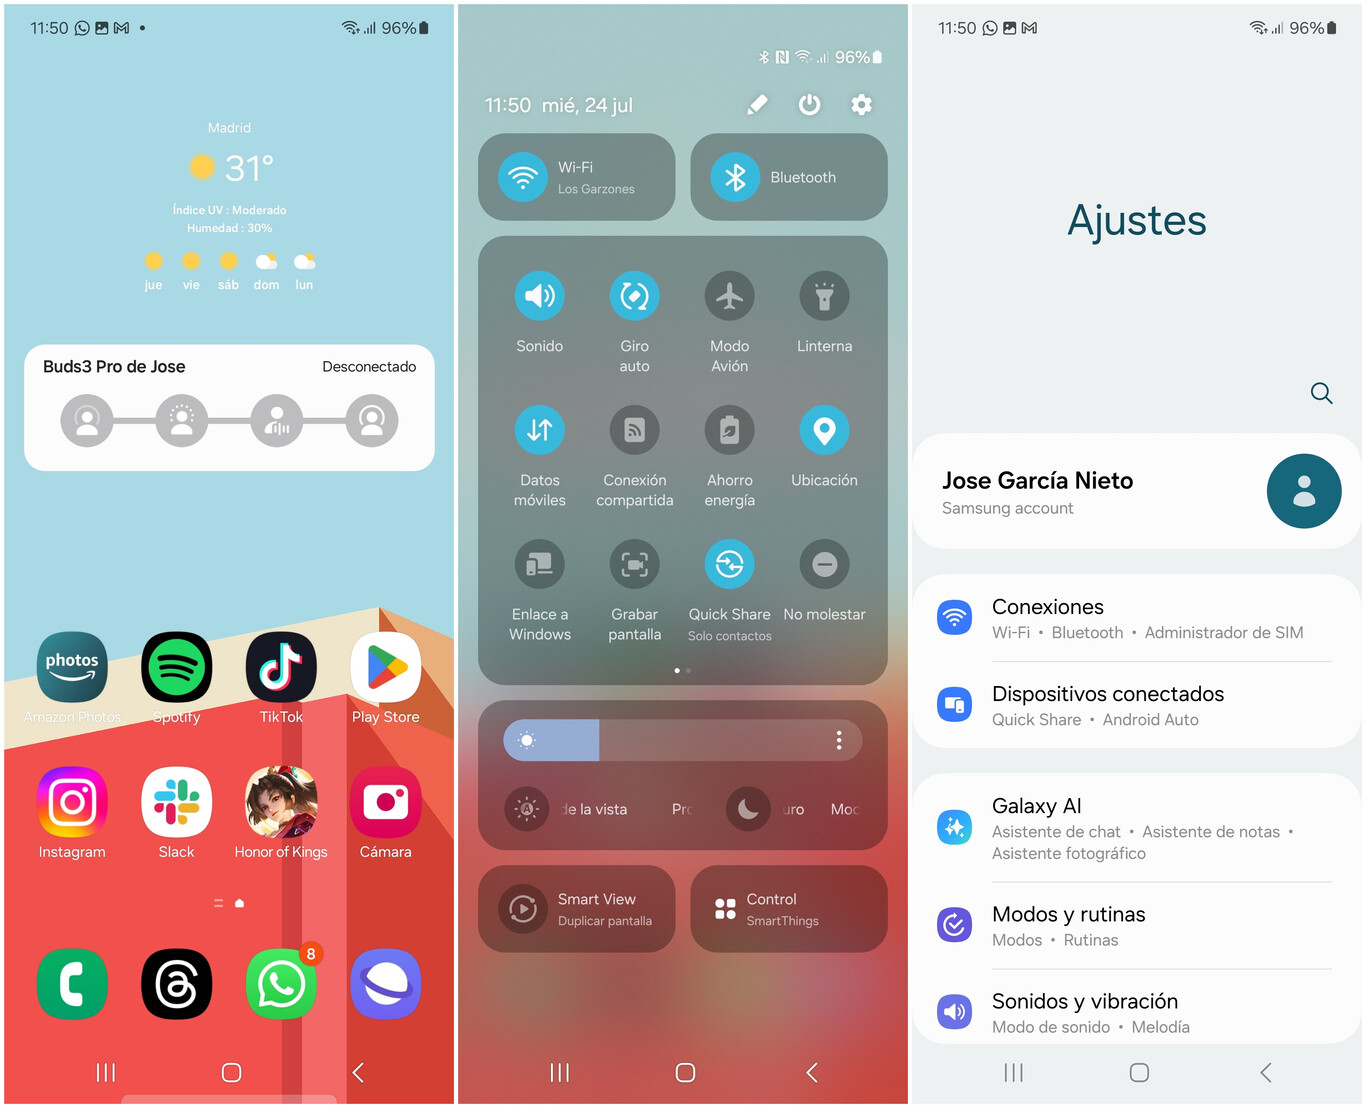 11:50
96%
Madrid
31°
Índice UV : Moderado
Humedad : 30%
jue vie sáb dom lun
Buds3 Pro de Jose Desconectado
photos
Amazon Photos Spotify TikTok Play Store
Instagram Slack Honor of Kings Cámara
8
96%
11:50 mié, 24 jul
Wi-Fi
Los Garzones
Bluetooth
Sonido
Giro
auto
Modo
Avión
Linterna
Datos
móviles
Conexión
compartida
Ahorro
energía
Ubicación
Enlace a
Windows
Grabar
pantalla
Quick Share
Solo contactos
No molestar
de la vista
Pro
uro
Mod
Smart View
Duplicar pantalla
Control
SmartThings
11:50
96%
Ajustes
Jose García Nieto
Samsung account
Conexiones
Wi-Fi • Bluetooth • Administrador de SIM
Dispositivos conectados
Quick Share • Android Auto
Galaxy AI
Asistente de chat • Asistente de notas •
Asistente fotográfico
Modos y rutinas
Modos • Rutinas
Sonidos y vibración
Modo de sonido • Melodía